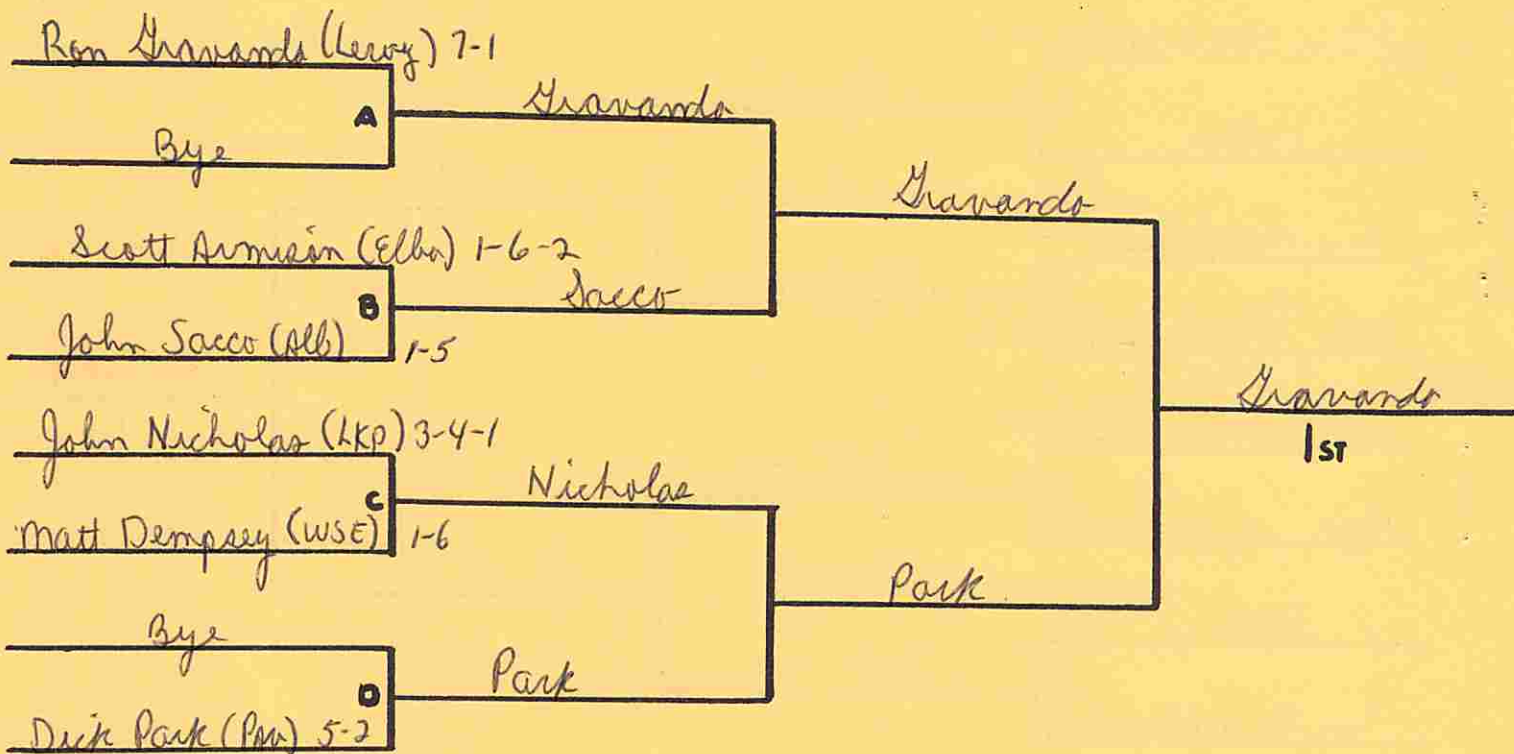 Ron Gravanda (Leroy) 7-1
Gravando
A
Bye
Gravando
Scott Armison (Elba) 1-6-2
Sacco
B
John Sacco (Alb) 1-5
Gravando
1ST
John Nicholas (LKP) 3-4-1
Nicholas
C
Matt Dempsey (WSE) 1-6
Park
Bye
Park
D
Dick Park (Pav) 5-2